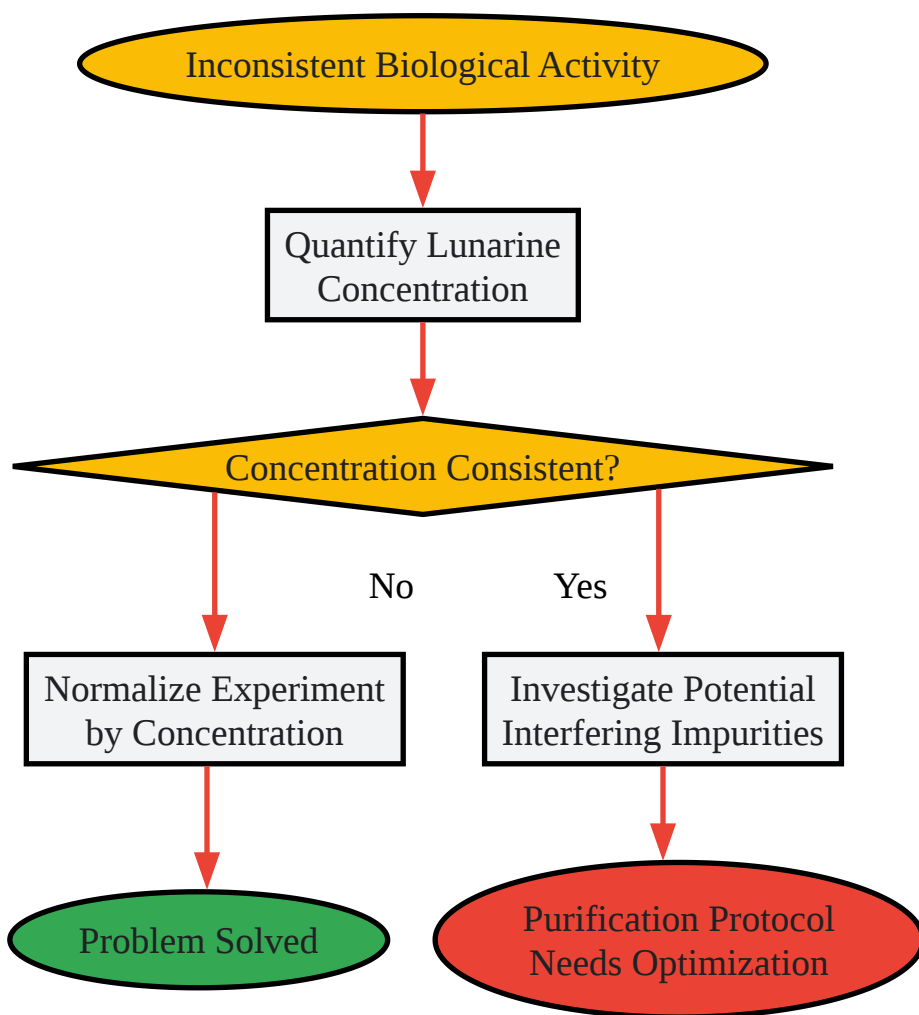 Inconsistent Biological Activity
Quantify Lunarine
Concentration
Concentration Consistent?
No
Yes
Normalize Experiment
by Concentration
Investigate Potential
Interfering Impurities
Problem Solved
Purification Protocol
Needs Optimization